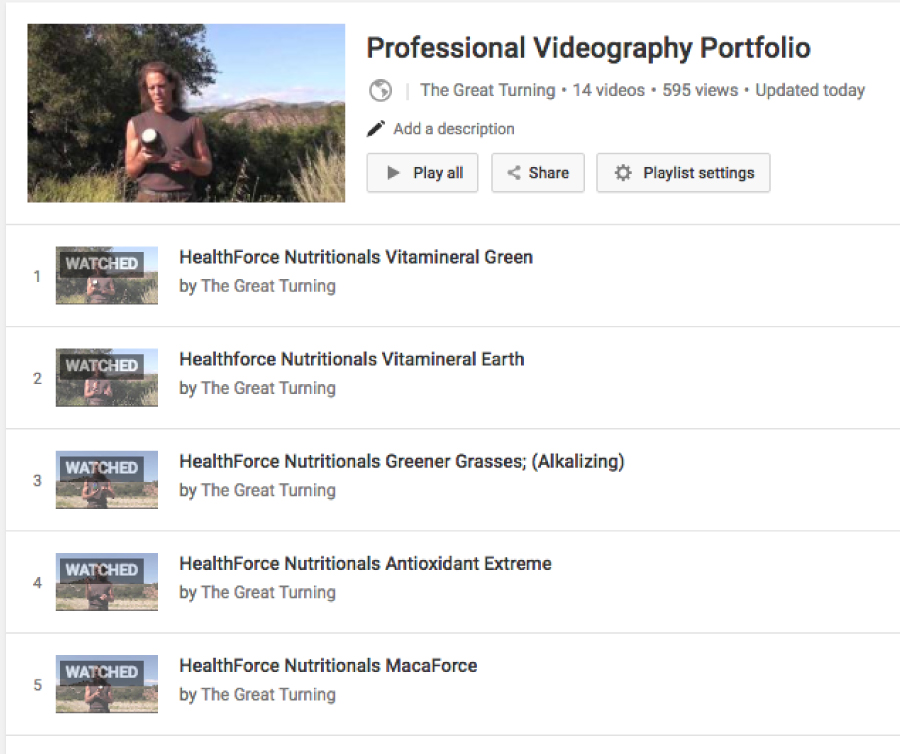 Professional Videography Portfolio
The Great Turning • 14 videos • 595 views • Updated today
Add a description
Play all Share Playlist settings
1 WATCHED HealthForce Nutritionals Vitamineral Green
by The Great Turning
2 WATCHED Healthforce Nutritionals Vitamineral Earth
by The Great Turning
3 WATCHED HealthForce Nutritionals Greener Grasses; (Alkalizing)
by The Great Turning
4 WATCHED HealthForce Nutritionals Antioxidant Extreme
by The Great Turning
5 WATCHED HealthForce Nutritionals MacaForce
by The Great Turning